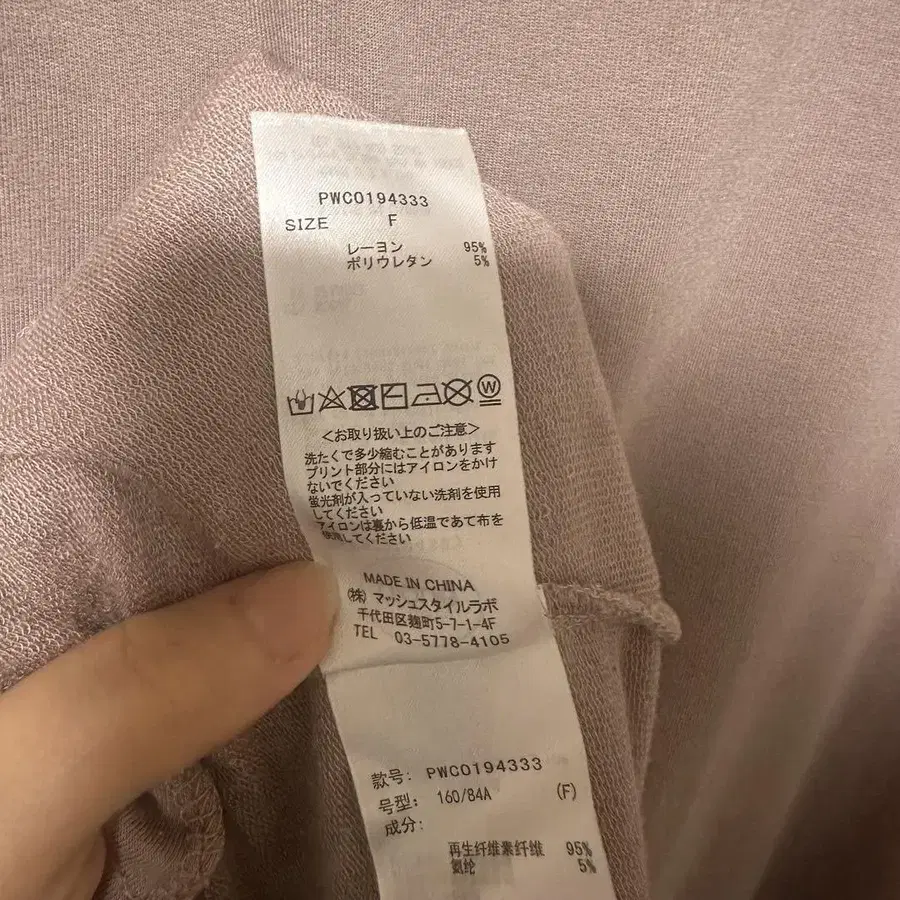 PWCO194333
SIZE F
レーヨン 95%
ポリウレタン 5%
W
＜お取り扱い上のご注意＞
洗たくで多少縮むことがあります
プリント部分にはアイロンをかけ
ないでください
蛍光剤が入っていない洗剤を使用
してください
アイロンは裏から低温であて布を
使用してください
MADE IN CHINA
(株) マッシュスタイルラボ
千代田区麹町5-7-1-4F
TEL 03-5778-4105
款号: PWCO194333
号型: 160/84A (F)
成分:
再生纤维素纤维 95%
氨纶 5%